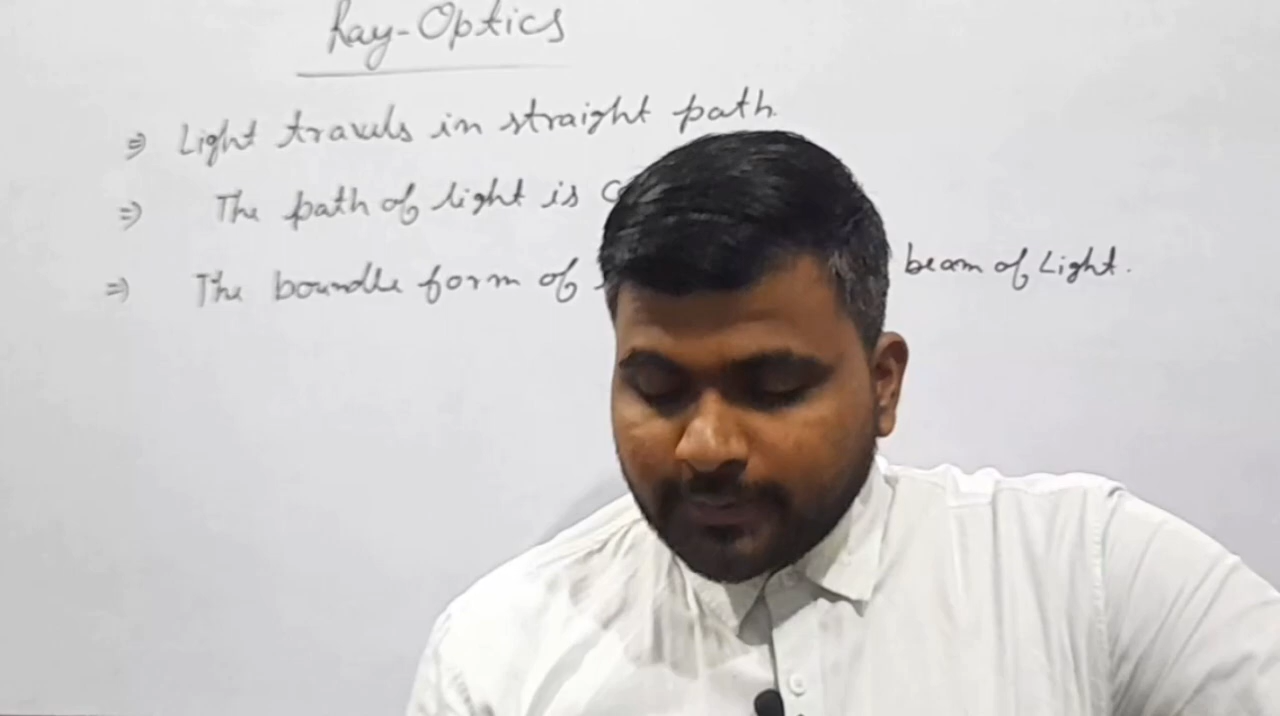 Ray-Optics
⇒ Light travels in straight path.
⇒ The path of light is
⇒ The boundle form of beam of Light.